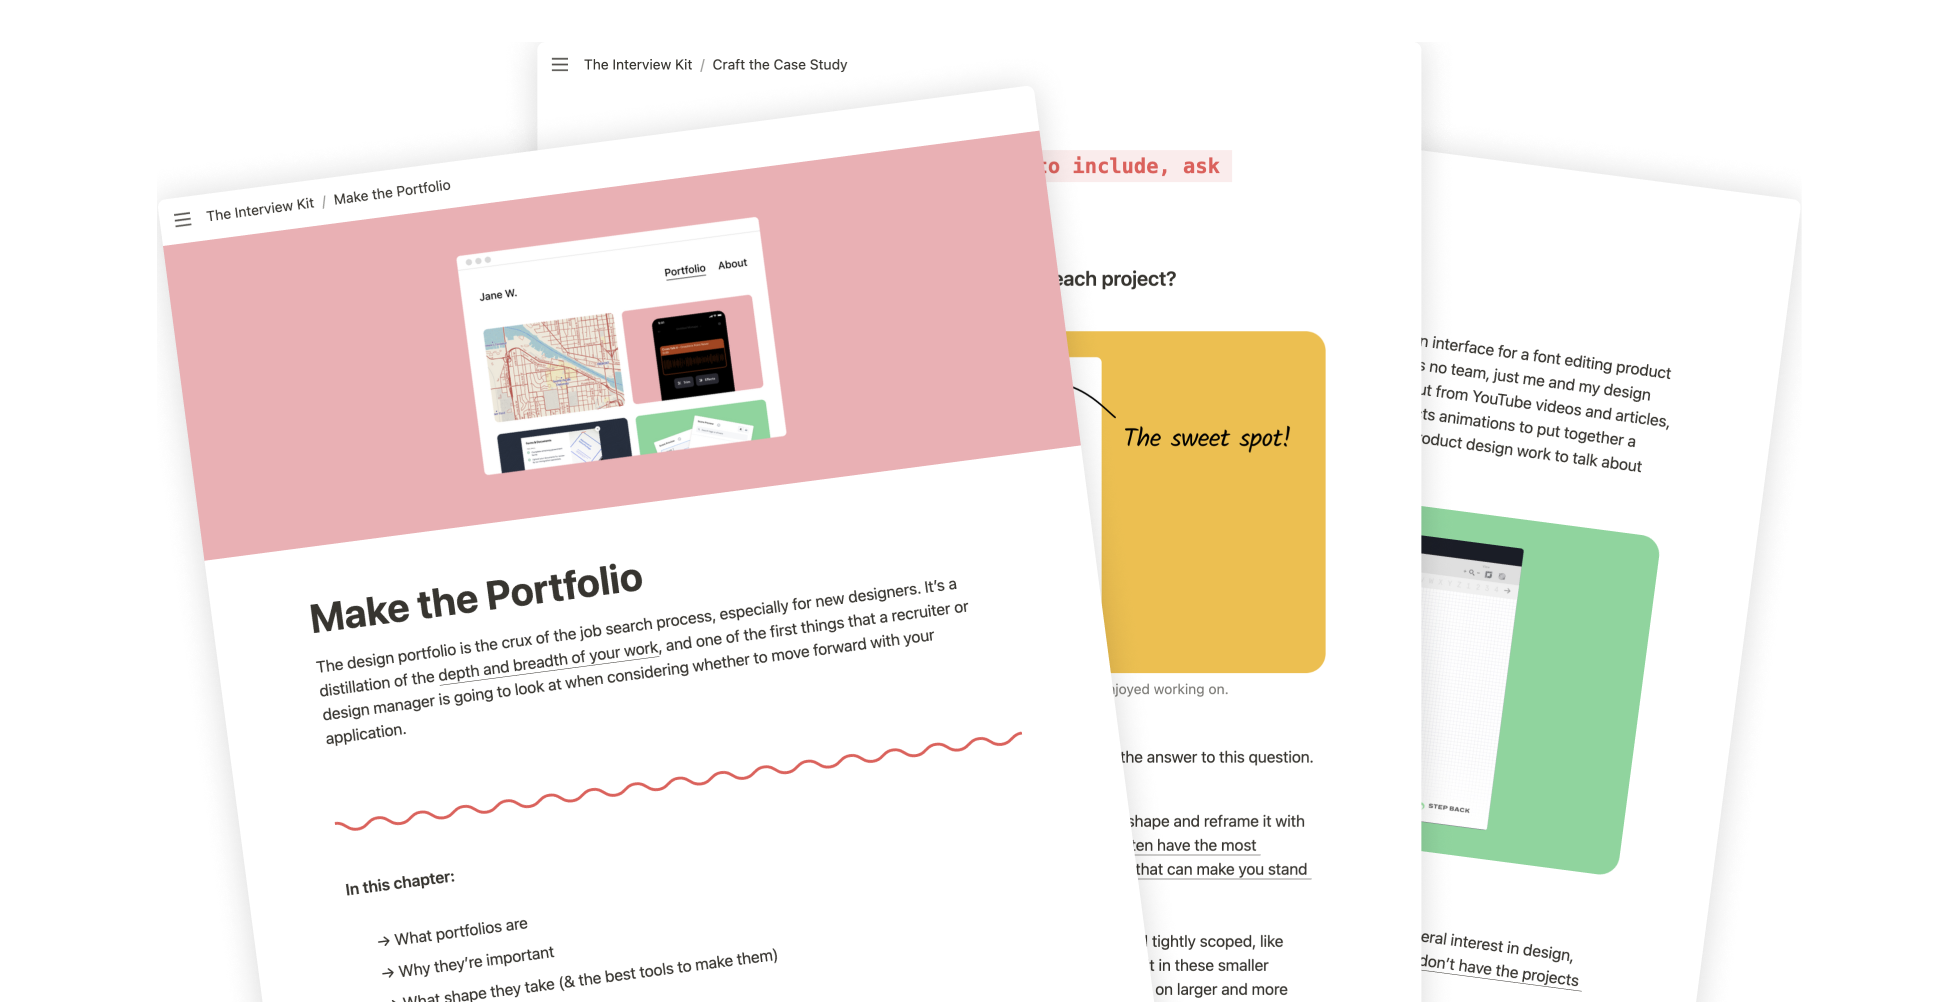 The Interview Kit / Make the Portfolio
Jane W.
Portfolio About
Make the Portfolio
The design portfolio is the crux of the job search process, especially for new designers. It's a
distillation of the depth and breadth of your work, and one of the first things that a recruiter or
design manager is going to look at when considering whether to move forward with your
application.
In this chapter:
→ What portfolios are
→ Why they're important
→ What shape they take (& the best tools to make them)
The Interview Kit / Craft the Case Study
to include, ask
each project?
The sweet spot!
njoyed working on.
the answer to this question.
shape and reframe it with
ten have the most
that can make you stand
tightly scoped, like
t in these smaller
on larger and more
n interface for a font editing product
s no team, just me and my design
ut from YouTube videos and articles,
ts animations to put together a
roduct design work to talk about
STEP BACK
eral interest in design,
don't have the projects